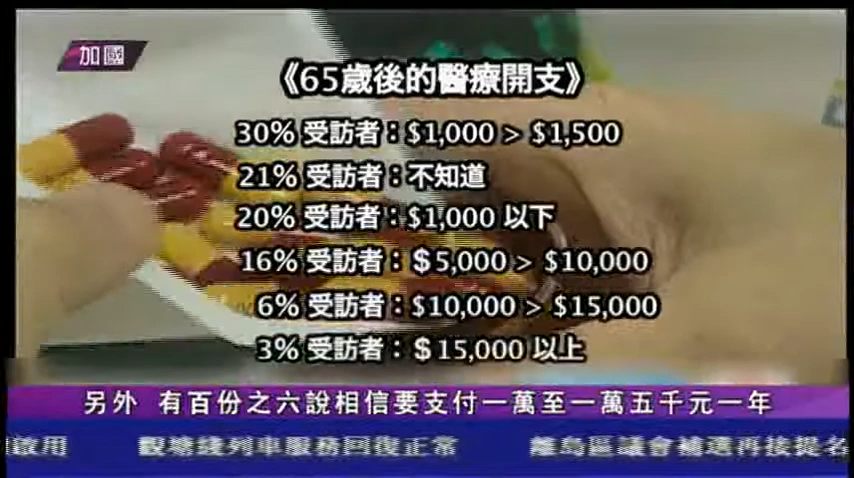 加國
《65歲後的醫療開支》
30% 受訪者：$1,000 > $1,500
21% 受訪者：不知道
20% 受訪者：$1,000 以下
16% 受訪者：$5,000 > $10,000
6% 受訪者：$10,000 > $15,000
3% 受訪者：$15,000 以上
另外 有百份之六說相信要支付一萬至一萬五千元一年
啟用 觀塘綫列車服務回復正常 離島區議會補選再接提名